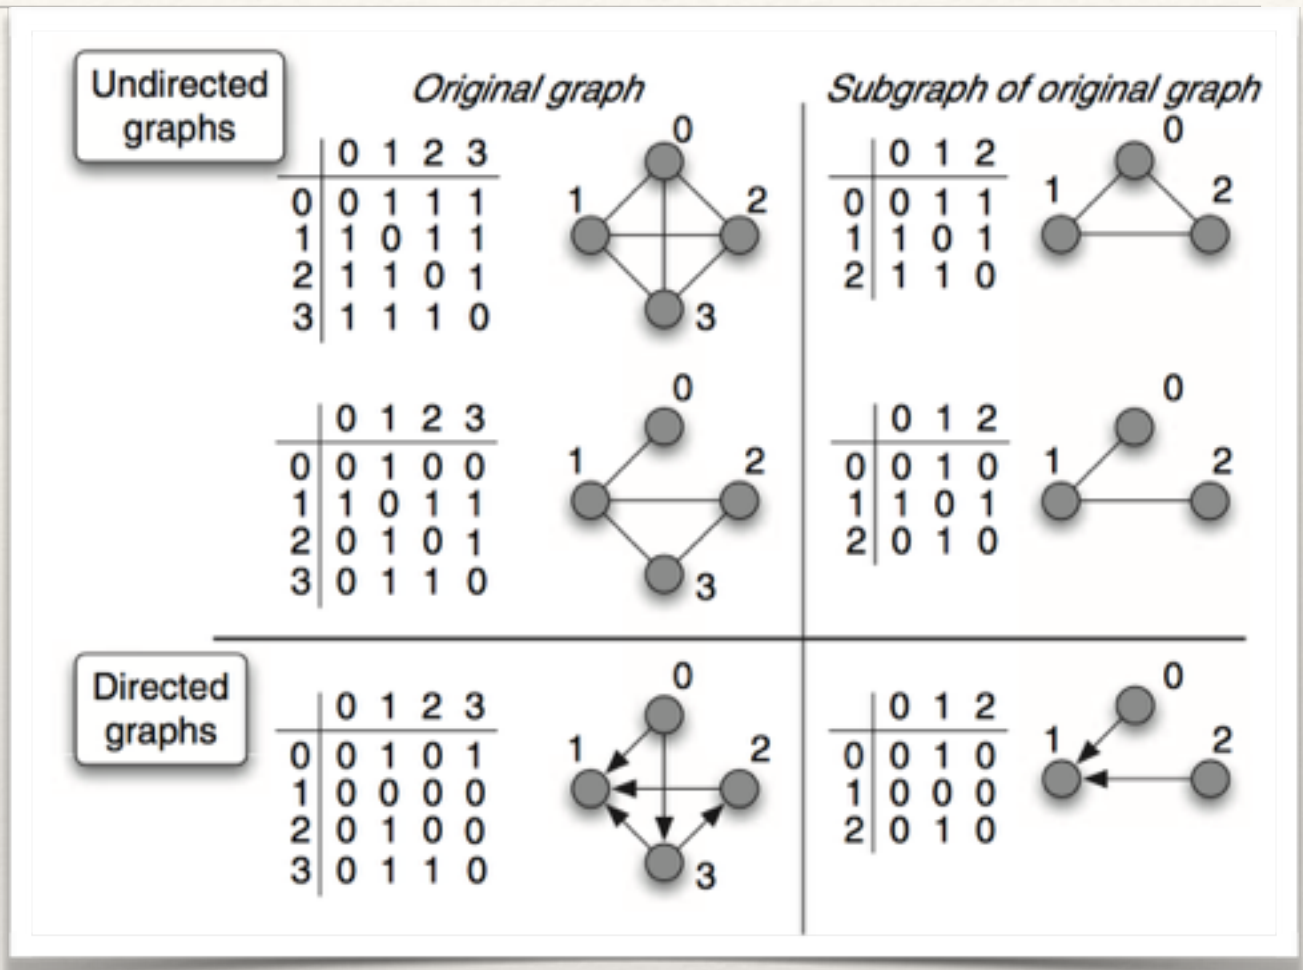 Undirected
graphs
Original graph
Subgraph of original graph
0 1 2 3
0 0 1 1 1
1 1 0 1 1
2 1 1 0 1
3 1 1 1 0
0
1
2
3
0 1 2
0 0 1 1
1 1 0 1
2 1 1 0
0
1
2
0 1 2 3
0 0 1 0 0
1 1 0 1 1
2 0 1 0 1
3 0 1 1 0
0
1
2
3
0 1 2
0 0 1 0
1 1 0 1
2 0 1 0
0
1
2
Directed
graphs
0 1 2 3
0 0 1 0 1
1 0 0 0 0
2 0 1 0 0
3 0 1 1 0
0
1
2
3
0 1 2
0 0 1 0
1 0 0 0
2 0 1 0
0
1
2